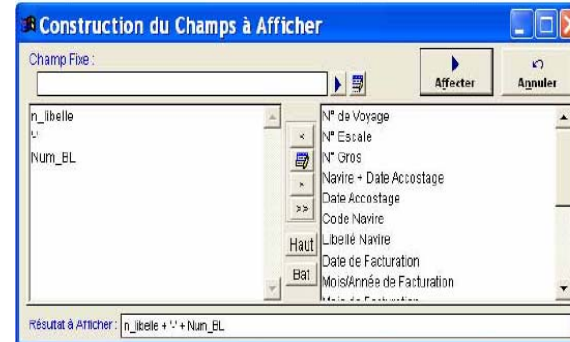 Construction du Champs à Afficher
Champ Fixe :
Affecter
Annuler
n_libelle
'-'
Num_BL
<
>
>>
Haut
Bat
N° de Voyage
N° Escale
N° Gros
Navire + Date Accostage
Date Accostage
Code Navire
Libellé Navire
Date de Facturation
Mois/Année de Facturation
Résultat à Afficher :
n_libelle + '-' + Num_BL